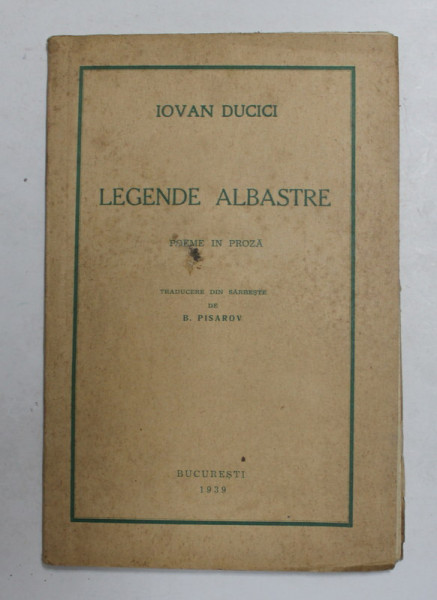 IOVAN DUCICI
LEGENDE ALBASTRE
POEME IN PROZĂ
TRADUCERE DIN SÂRBEȘTE
DE
B. PISAROV
BUCUREȘTI
1939